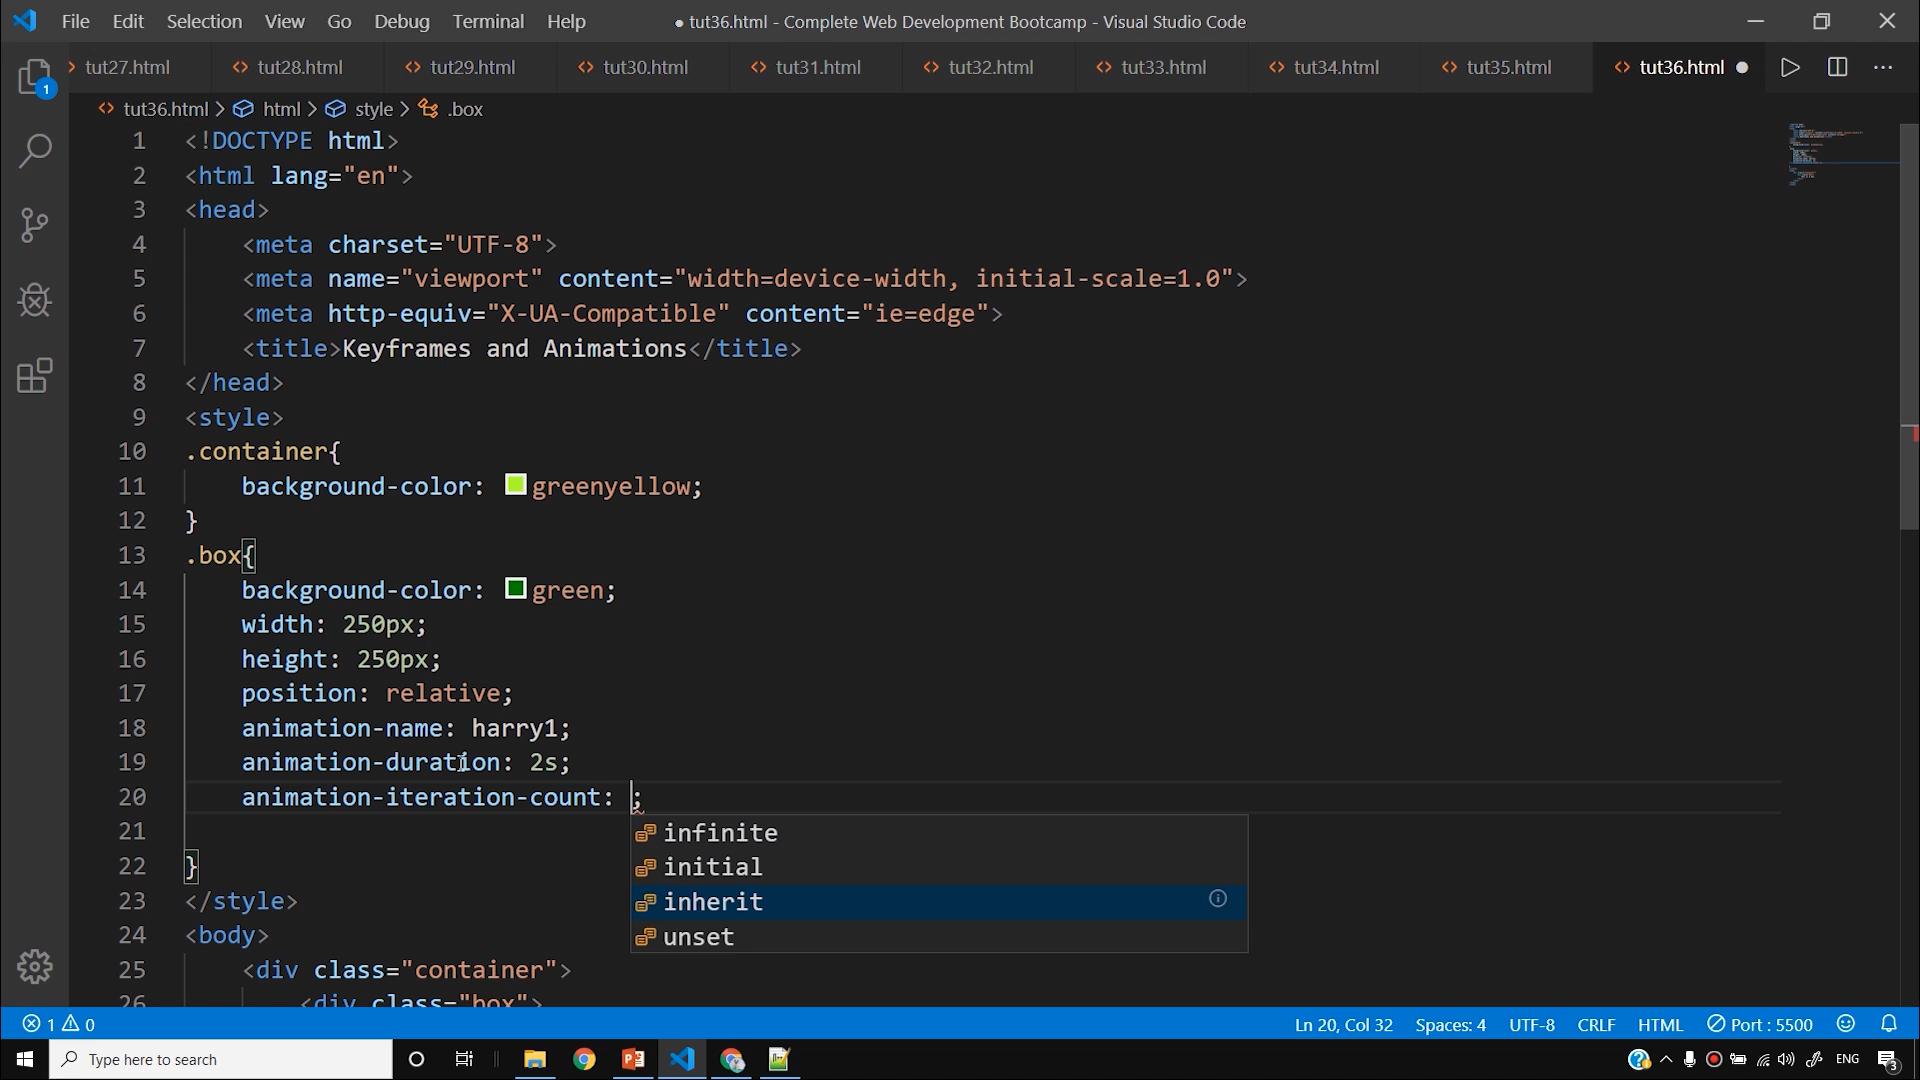 File Edit Selection View Go Debug Terminal Help ● tut36.html - Complete Web Development Bootcamp - Visual Studio Code
tut27.html tut28.html tut29.html tut30.html tut31.html tut32.html tut33.html tut34.html tut35.html tut36.html
tut36.html > html > style > .box
1 <!DOCTYPE html>
2 <html lang="en">
3 <head>
4 <meta charset="UTF-8">
5 <meta name="viewport" content="width=device-width, initial-scale=1.0">
6 <meta http-equiv="X-UA-Compatible" content="ie=edge">
7 <title>Keyframes and Animations</title>
8 </head>
9 <style>
10 .container{
11 background-color: greenyellow;
12 }
13 .box{
14 background-color: green;
15 width: 250px;
16 height: 250px;
17 position: relative;
18 animation-name: harry1;
19 animation-duration: 2s;
20 animation-iteration-count: ;
infinite
21
initial
22 }
inherit
23 </style>
unset
24 <body>
25 <div class="container">
26 <div class="box">
1 0 Ln 20, Col 32 Spaces: 4 UTF-8 CRLF HTML Port : 5500
Type here to search ENG 3